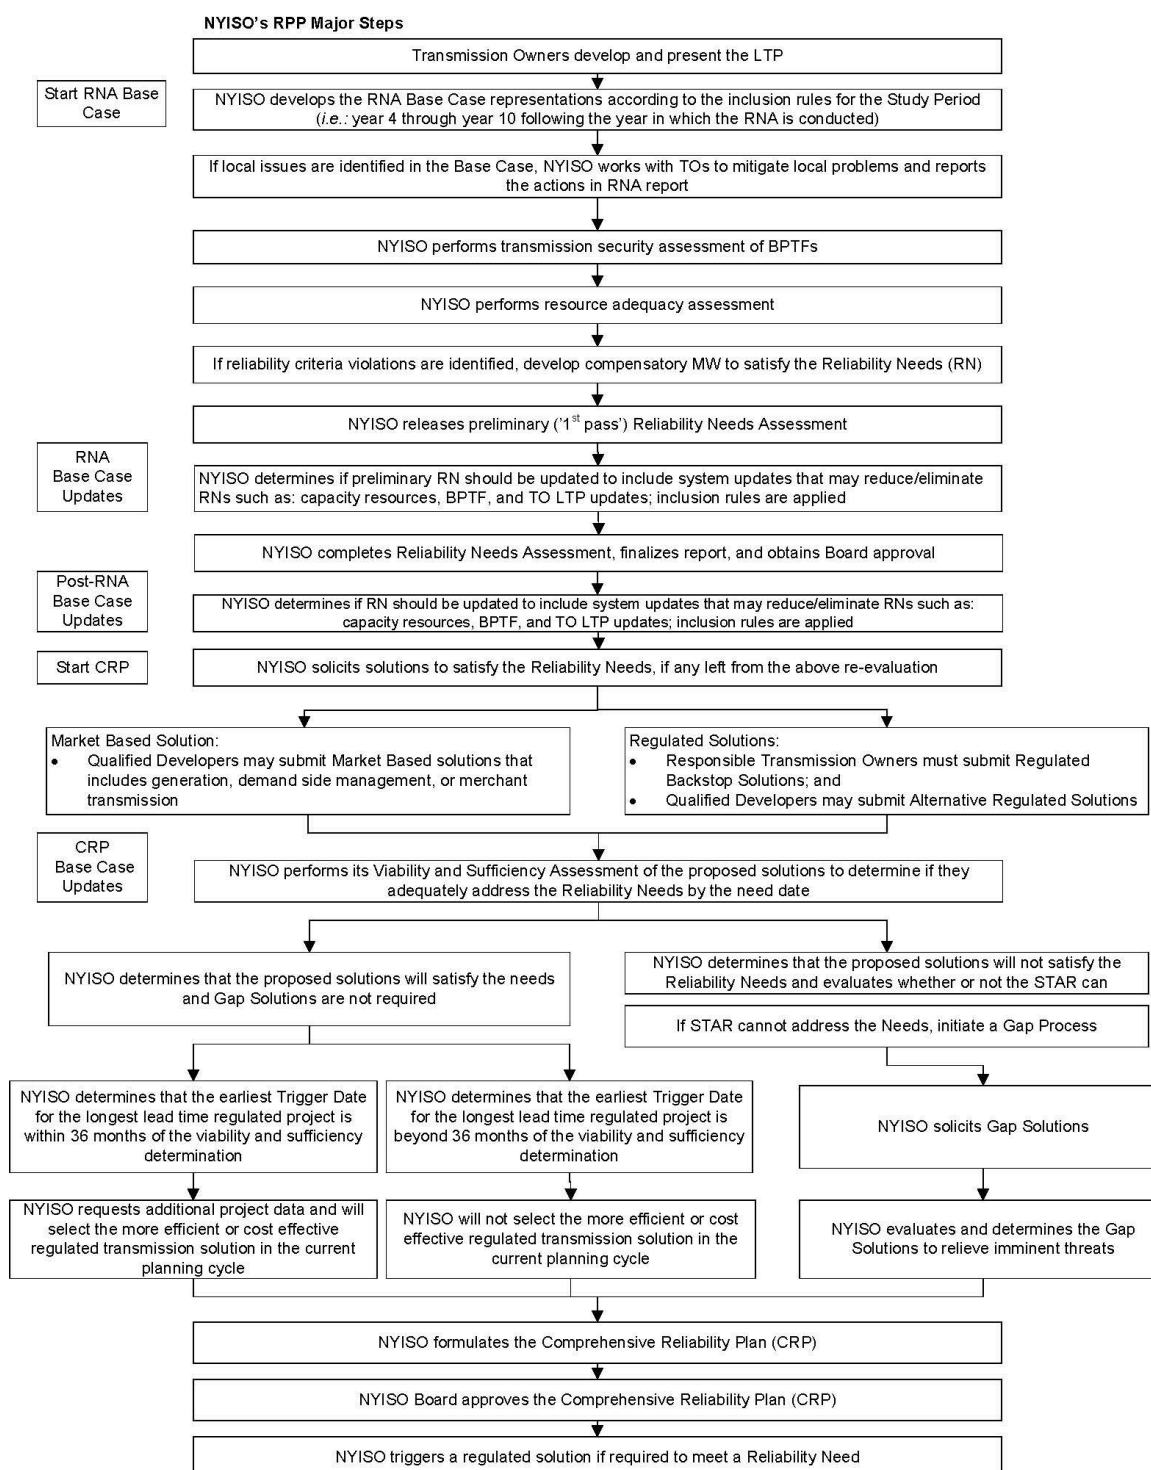 NYISO's RPP Major Steps
Transmission Owners develop and present the LTP
Start RNA Base
Case
NYISO develops the RNA Base Case representations according to the inclusion rules for the Study Period
(i.e.: year 4 through year 10 following the year in which the RNA is conducted)
If local issues are identified in the Base Case, NYISO works with TOs to mitigate local problems and reports
the actions in RNA report
NYISO performs transmission security assessment of BPTFs
NYISO performs resource adequacy assessment
If reliability criteria violations are identified, develop compensatory MW to satisfy the Reliability Needs (RN)
NYISO releases preliminary ('1st pass') Reliability Needs Assessment
RNA
Base Case
Updates
NYISO determines if preliminary RN should be updated to include system updates that may reduce/eliminate
RNs such as: capacity resources, BPTF, and TO LTP updates; inclusion rules are applied
NYISO completes Reliability Needs Assessment, finalizes report, and obtains Board approval
Post-RNA
Base Case
Updates
NYISO determines if RN should be updated to include system updates that may reduce/eliminate RNs such as:
capacity resources, BPTF, and TO LTP updates; inclusion rules are applied
Start CRP
NYISO solicits solutions to satisfy the Reliability Needs, if any left from the above re-evaluation
Market Based Solution:
• Qualified Developers may submit Market Based solutions that
includes generation, demand side management, or merchant
transmission
Regulated Solutions:
• Responsible Transmission Owners must submit Regulated
Backstop Solutions; and
• Qualified Developers may submit Alternative Regulated Solutions
CRP
Base Case
Updates
NYISO performs its Viability and Sufficiency Assessment of the proposed solutions to determine if they
adequately address the Reliability Needs by the need date
NYISO determines that the proposed solutions will satisfy the needs
and Gap Solutions are not required
NYISO determines that the proposed solutions will not satisfy the
Reliability Needs and evaluates whether or not the STAR can
If STAR cannot address the Needs, initiate a Gap Process
NYISO determines that the earliest Trigger Date
for the longest lead time regulated project is
within 36 months of the viability and sufficiency
determination
NYISO determines that the earliest Trigger Date
for the longest lead time regulated project is
beyond 36 months of the viability and sufficiency
determination
NYISO solicits Gap Solutions
NYISO requests additional project data and will
select the more efficient or cost effective
regulated transmission solution in the current
planning cycle
NYISO will not select the more efficient or cost
effective regulated transmission solution in the
current planning cycle
NYISO evaluates and determines the Gap
Solutions to relieve imminent threats
NYISO formulates the Comprehensive Reliability Plan (CRP)
NYISO Board approves the Comprehensive Reliability Plan (CRP)
NYISO triggers a regulated solution if required to meet a Reliability Need